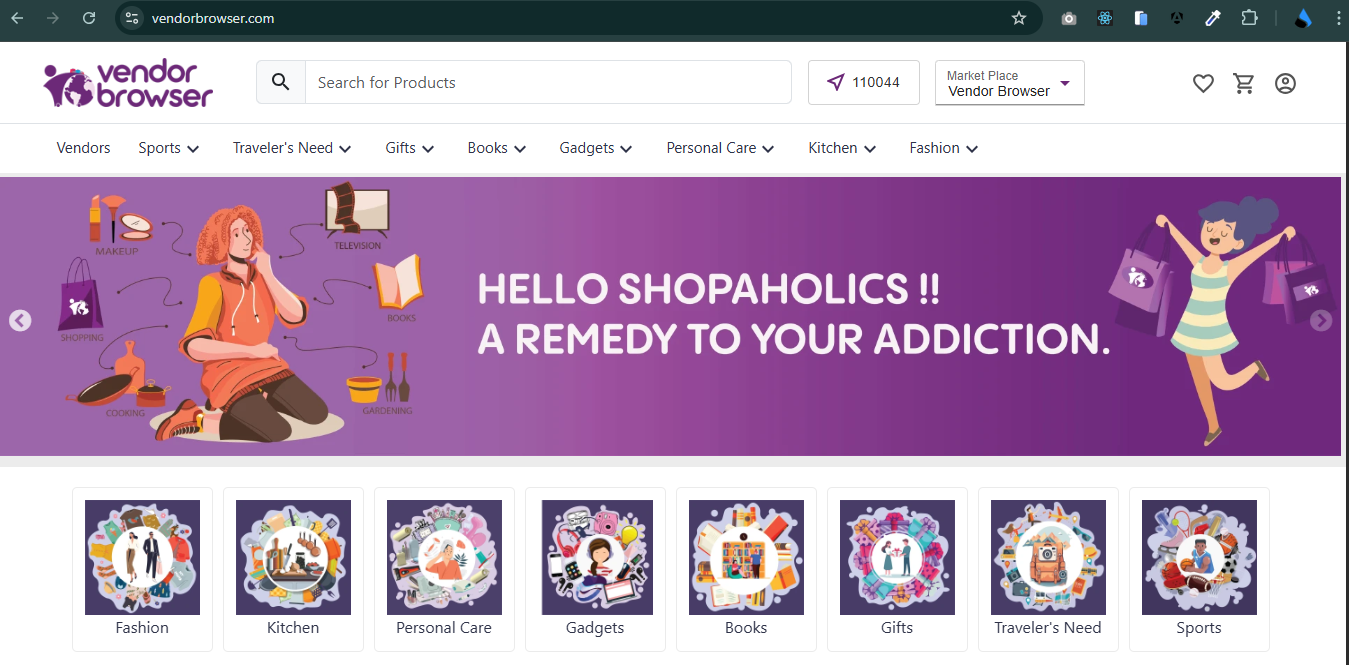 vendorbrowser.com
vendor
browser
Search for Products
110044
Market Place
Vendor Browser
Vendors
Sports
Traveler's Need
Gifts
Books
Gadgets
Personal Care
Kitchen
Fashion
MAKEUP
TELEVISION
BOOKS
SHOPPING
COOKING
GARDENING
HELLO SHOPAHOLICS !!
A REMEDY TO YOUR ADDICTION.
Fashion
Kitchen
Personal Care
Gadgets
Books
Gifts
Traveler's Need
Sports